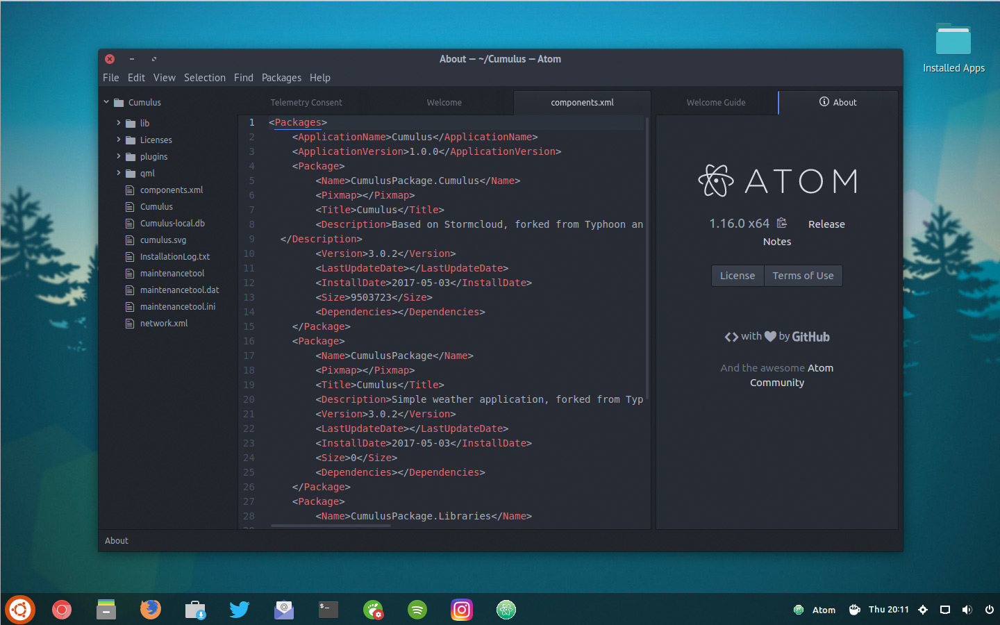 Installed Apps
About — ~/Cumulus — Atom
File Edit View Selection Find Packages Help
Cumulus
lib
Licenses
plugins
qml
components.xml
Cumulus
Cumulus-local.db
cumulus.svg
InstallationLog.txt
maintenancetool
maintenancetool.dat
maintenancetool.ini
network.xml
Telemetry Consent Welcome components.xml
1 <Packages>
2 <ApplicationName>Cumulus</ApplicationName>
3 <ApplicationVersion>1.0.0</ApplicationVersion>
4 <Package>
5 <Name>CumulusPackage.Cumulus</Name>
6 <Pixmap></Pixmap>
7 <Title>Cumulus</Title>
8 <Description>Based on Stormcloud, forked from Typhoon an
9 </Description>
10 <Version>3.0.2</Version>
11 <LastUpdateDate></LastUpdateDate>
12 <InstallDate>2017-05-03</InstallDate>
13 <Size>9503723</Size>
14 <Dependencies></Dependencies>
15 </Package>
16 <Package>
17 <Name>CumulusPackage</Name>
18 <Pixmap></Pixmap>
19 <Title>Cumulus</Title>
20 <Description>Simple weather application, forked from Typ
21 <Version>3.0.2</Version>
22 <LastUpdateDate></LastUpdateDate>
23 <InstallDate>2017-05-03</InstallDate>
24 <Size>0</Size>
25 <Dependencies></Dependencies>
26 </Package>
27 <Package>
28 <Name>CumulusPackage.Libraries</Name>
Welcome Guide About
ATOM
1.16.0 x64 Release
Notes
License Terms of Use
with by GitHub
And the awesome Atom
Community
About
@
$_
Atom Thu 20:11